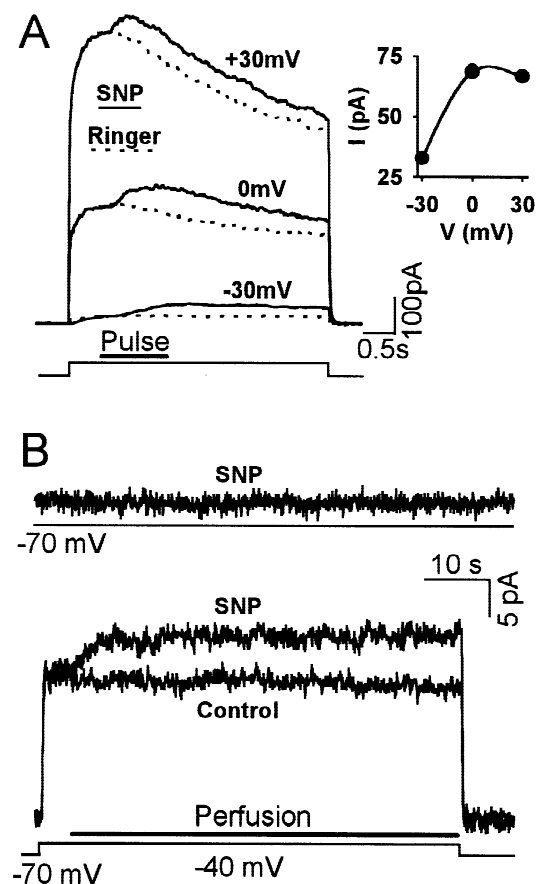 A
+30mV
SNP
Ringer
0mV
-30mV
Pulse
100pA
0.5s
75
50
25
I (pA)
-30 0 30
V (mV)
B
SNP
-70 mV
10 s
5 pA
SNP
Control
Perfusion
-70 mV
-40 mV